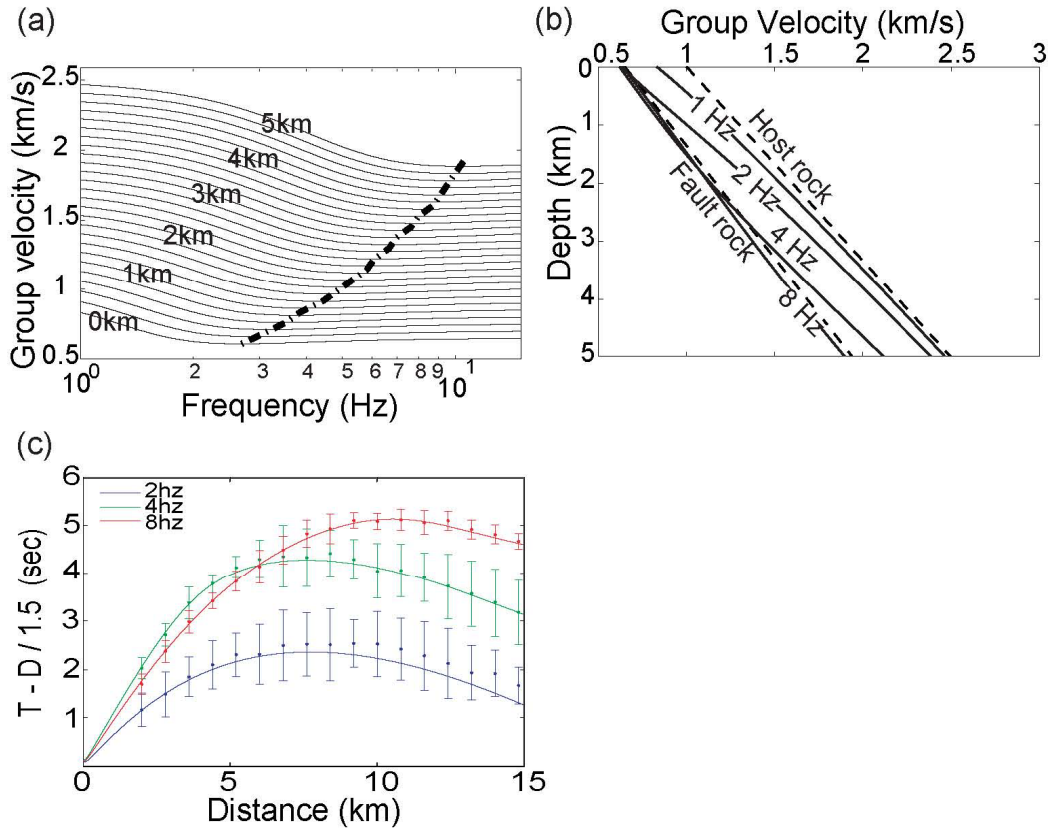 (a)
Group velocity (km/s)
2.5
2
1.5
1
0.5
5km
4km
3km
2km
1km
0km
10⁰ 2 3 4 5 6 7 8 9 10¹
Frequency (Hz)
(b)
Group Velocity (km/s)
0.5 1 1.5 2 2.5 3
Depth (km)
0
1
2
3
4
5
1 Hz
2 Hz
4 Hz
8 Hz
Host rock
Fault rock
(c)
T - D / 1.5 (sec)
6
5
4
3
2
1
2hz
4hz
8hz
0 5 10 15
Distance (km)